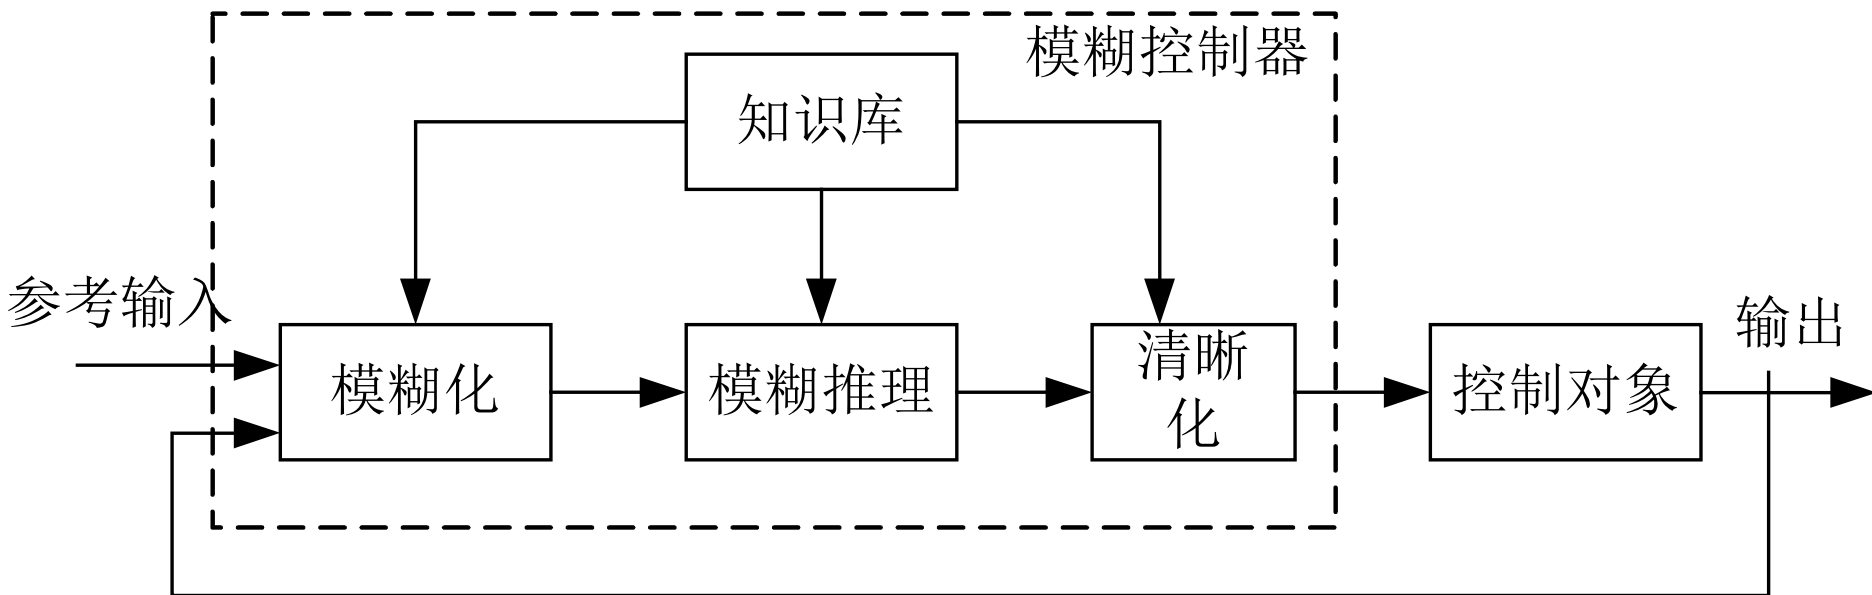 模糊控制器
知识库
参考输入
输出
模糊化
模糊推理
清晰
化
控制对象